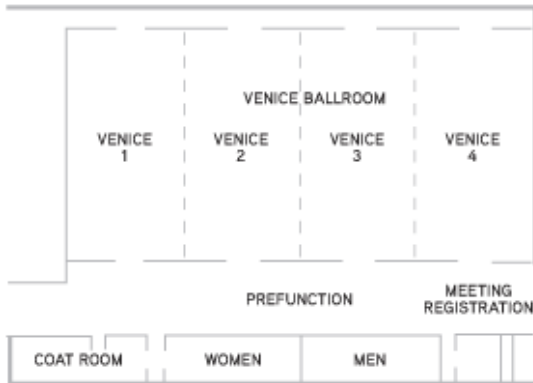 VENICE BALLROOM
VENICE
1
VENICE
2
VENICE
3
VENICE
4
PREFUNCTION
MEETING
REGISTRATION
COAT ROOM
WOMEN
MEN